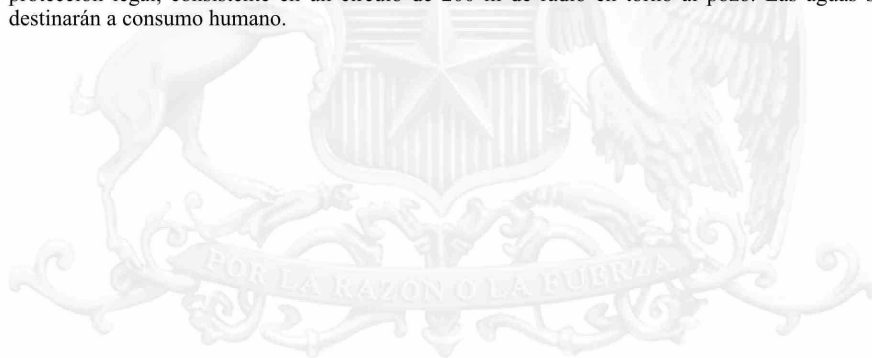 protección legal, consistente en un círculo de 200 m de radio en torno al pozo. Las aguas
destinarán a consumo humano.
POR LA RAZON O LA FUERZA